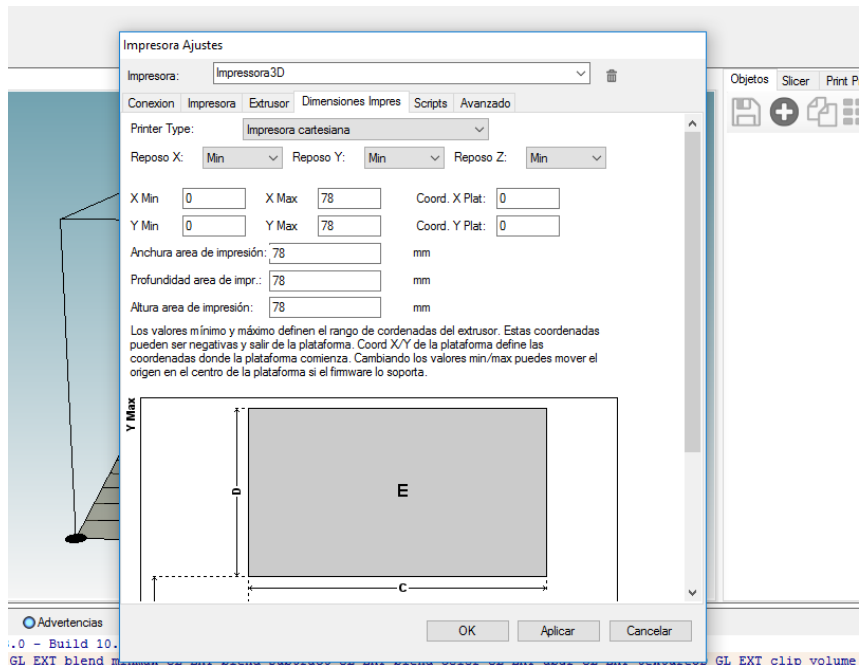 Impresora Ajustes
Impresora: Impressora3D
Conexion Impresora Extrusor Dimensiones Impres Scripts Avanzado
Objetos Slicer Print P
Printer Type: Impresora cartesiana
Reposo X: Min Reposo Y: Min Reposo Z: Min
X Min 0 X Max 78 Coord. X Plat: 0
Y Min 0 Y Max 78 Coord. Y Plat: 0
Anchura area de impresión: 78 mm
Profundidad area de impr.: 78 mm
Altura area de impresión: 78 mm
Los valores mínimo y máximo definen el rango de cordenadas del extrusor. Estas coordenadas
pueden ser negativas y salir de la plataforma. Coord X/Y de la plataforma define las
coordenadas donde la plataforma comienza. Cambiando los valores min/max puedes mover el
origen en el centro de la plataforma si el firmware lo soporta.
Y Max
D
E
C
OK Aplicar Cancelar
Advertencias
.0 - Build 10.
GL EXT blend
GL EXT clip volume